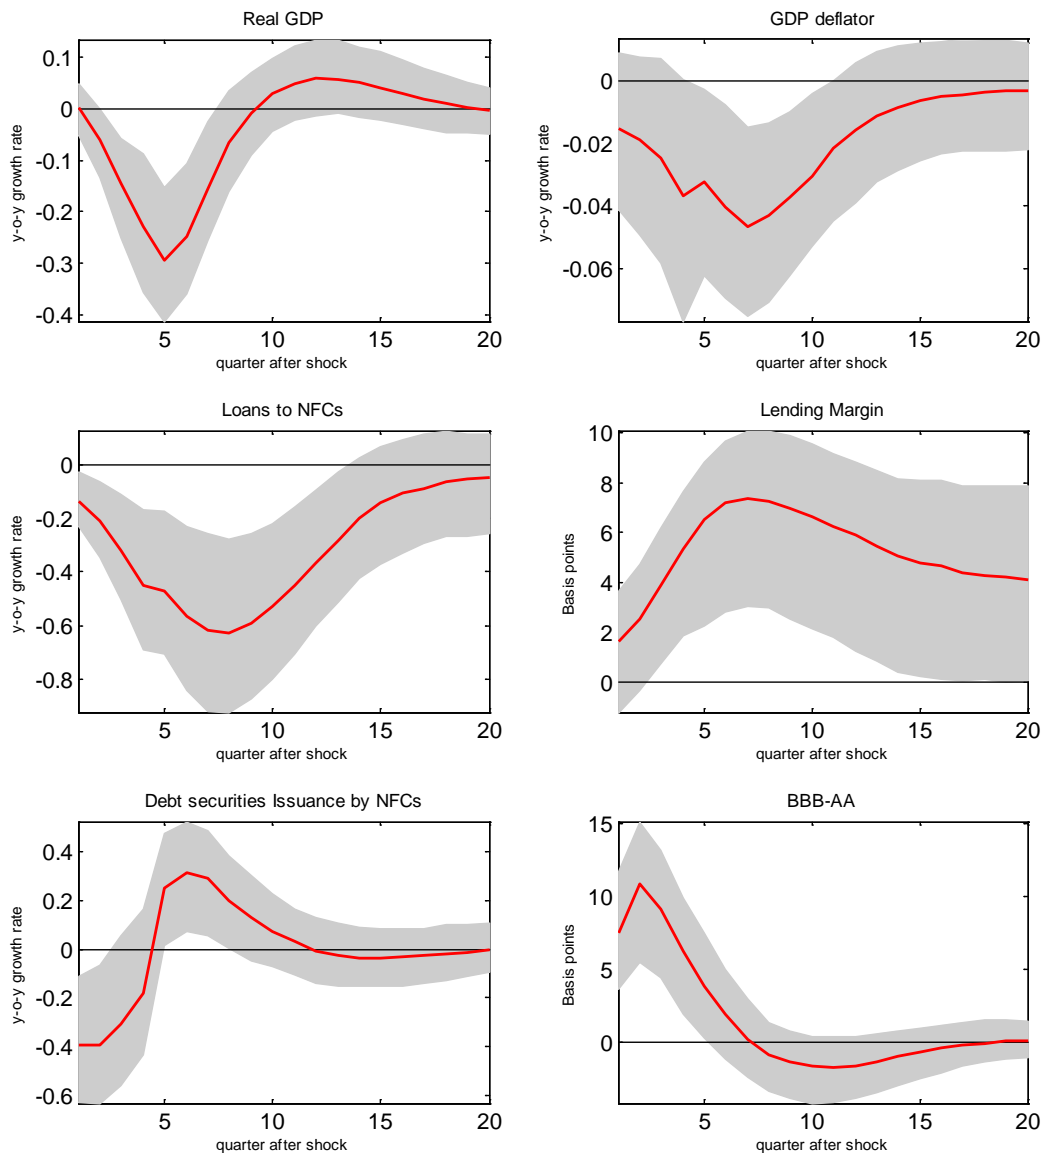 Real GDP
y-o-y growth rate
0.1
0
-0.1
-0.2
-0.3
-0.4
5 10 15 20
quarter after shock
GDP deflator
y-o-y growth rate
0
-0.02
-0.04
-0.06
5 10 15 20
quarter after shock
Loans to NFCs
y-o-y growth rate
0
-0.2
-0.4
-0.6
-0.8
5 10 15 20
quarter after shock
Lending Margin
Basis points
10
8
6
4
2
0
5 10 15 20
quarter after shock
Debt securities Issuance by NFCs
y-o-y growth rate
0.4
0.2
0
-0.2
-0.4
-0.6
5 10 15 20
quarter after shock
BBB-AA
Basis points
15
10
5
0
5 10 15 20
quarter after shock